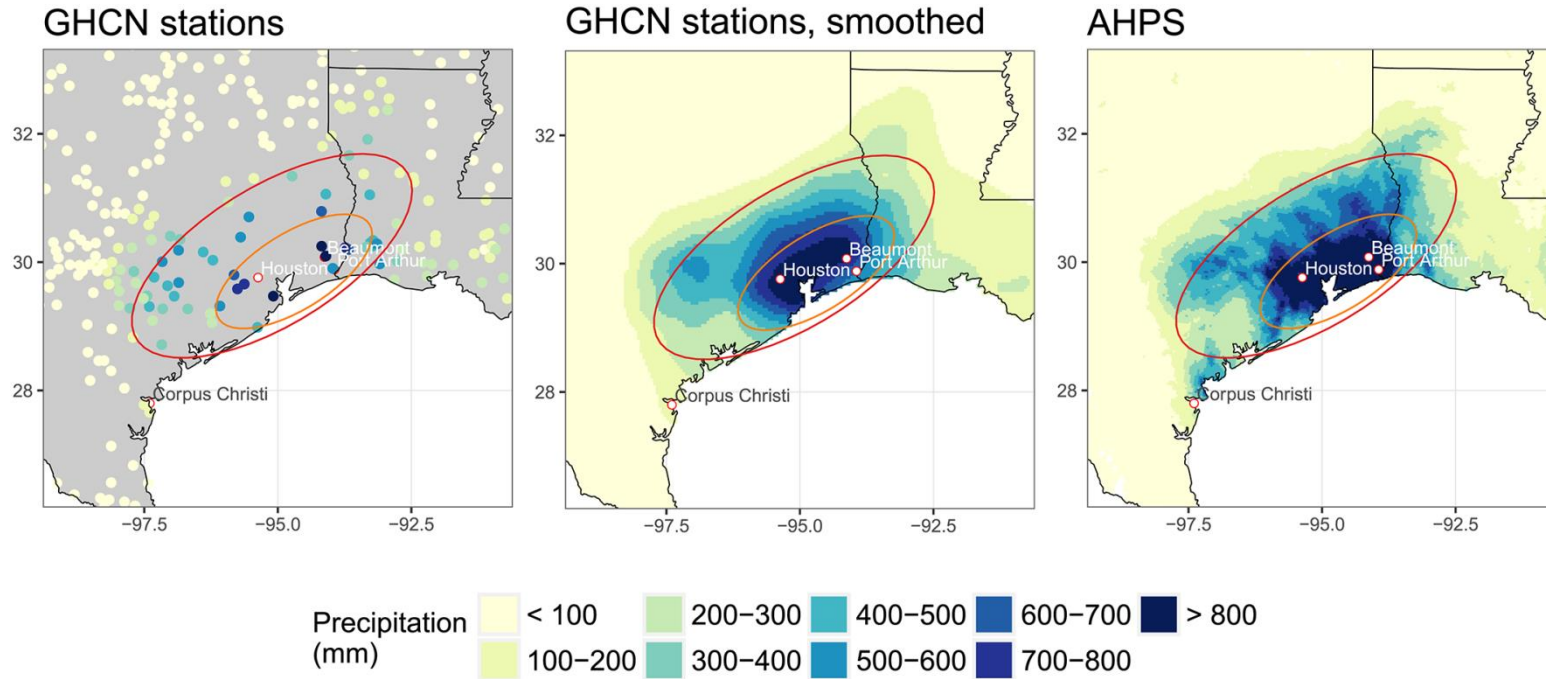 GHCN stations
GHCN stations, smoothed
AHPS
32
30
28
−97.5
−95.0
−92.5
Beaumont
Port Arthur
Houston
Corpus Christi
32
30
28
−97.5
−95.0
−92.5
Beaumont
Port Arthur
Houston
Corpus Christi
32
30
28
−97.5
−95.0
−92.5
Beaumont
Port Arthur
Houston
Corpus Christi
Precipitation
(mm)
< 100
100−200
200−300
300−400
400−500
500−600
600−700
700−800
> 800